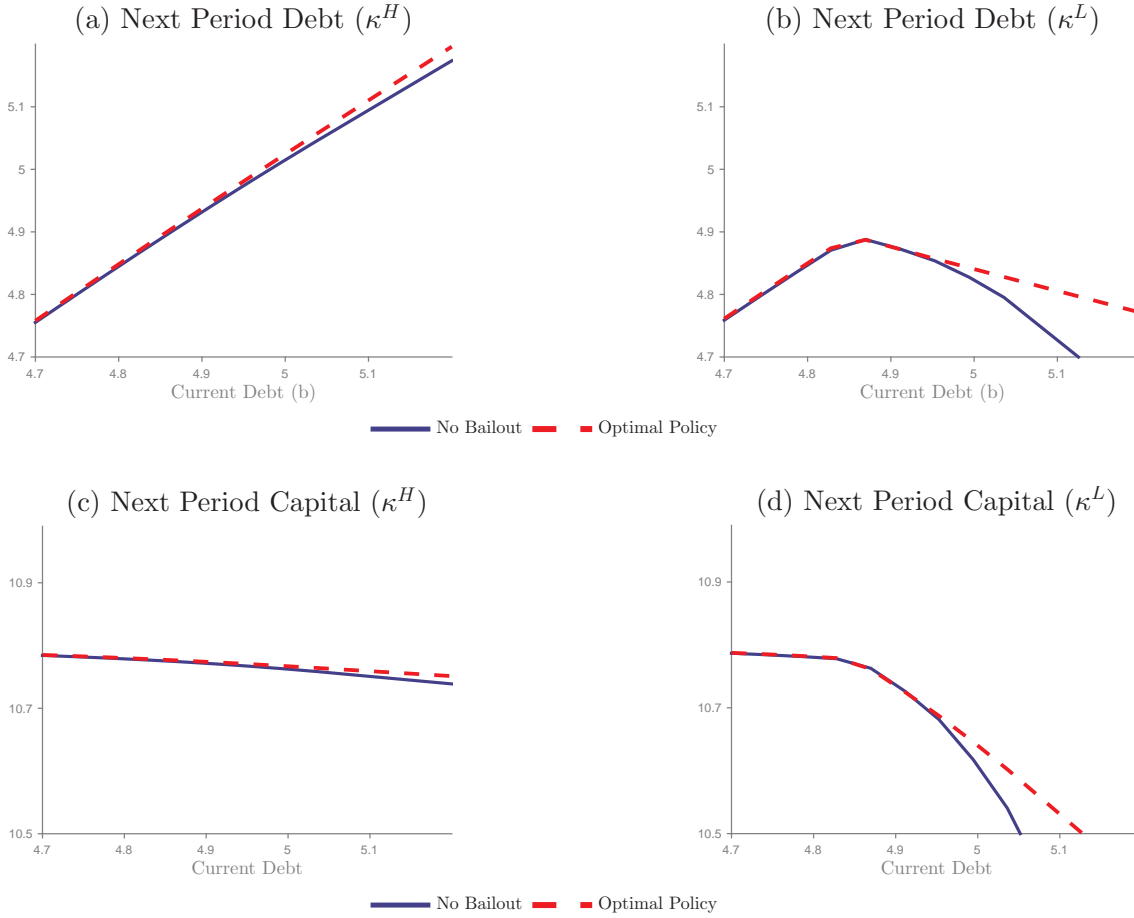 (a) Next Period Debt (κ^H)
(b) Next Period Debt (κ^L)
5.1
5
4.9
4.8
4.7
4.7 4.8 4.9 5 5.1
Current Debt (b)
5.1
5
4.9
4.8
4.7
4.7 4.8 4.9 5 5.1
Current Debt (b)
No Bailout Optimal Policy
(c) Next Period Capital (κ^H)
(d) Next Period Capital (κ^L)
10.9
10.7
10.5
4.7 4.8 4.9 5 5.1
Current Debt
10.9
10.7
10.5
4.7 4.8 4.9 5 5.1
Current Debt
No Bailout Optimal Policy